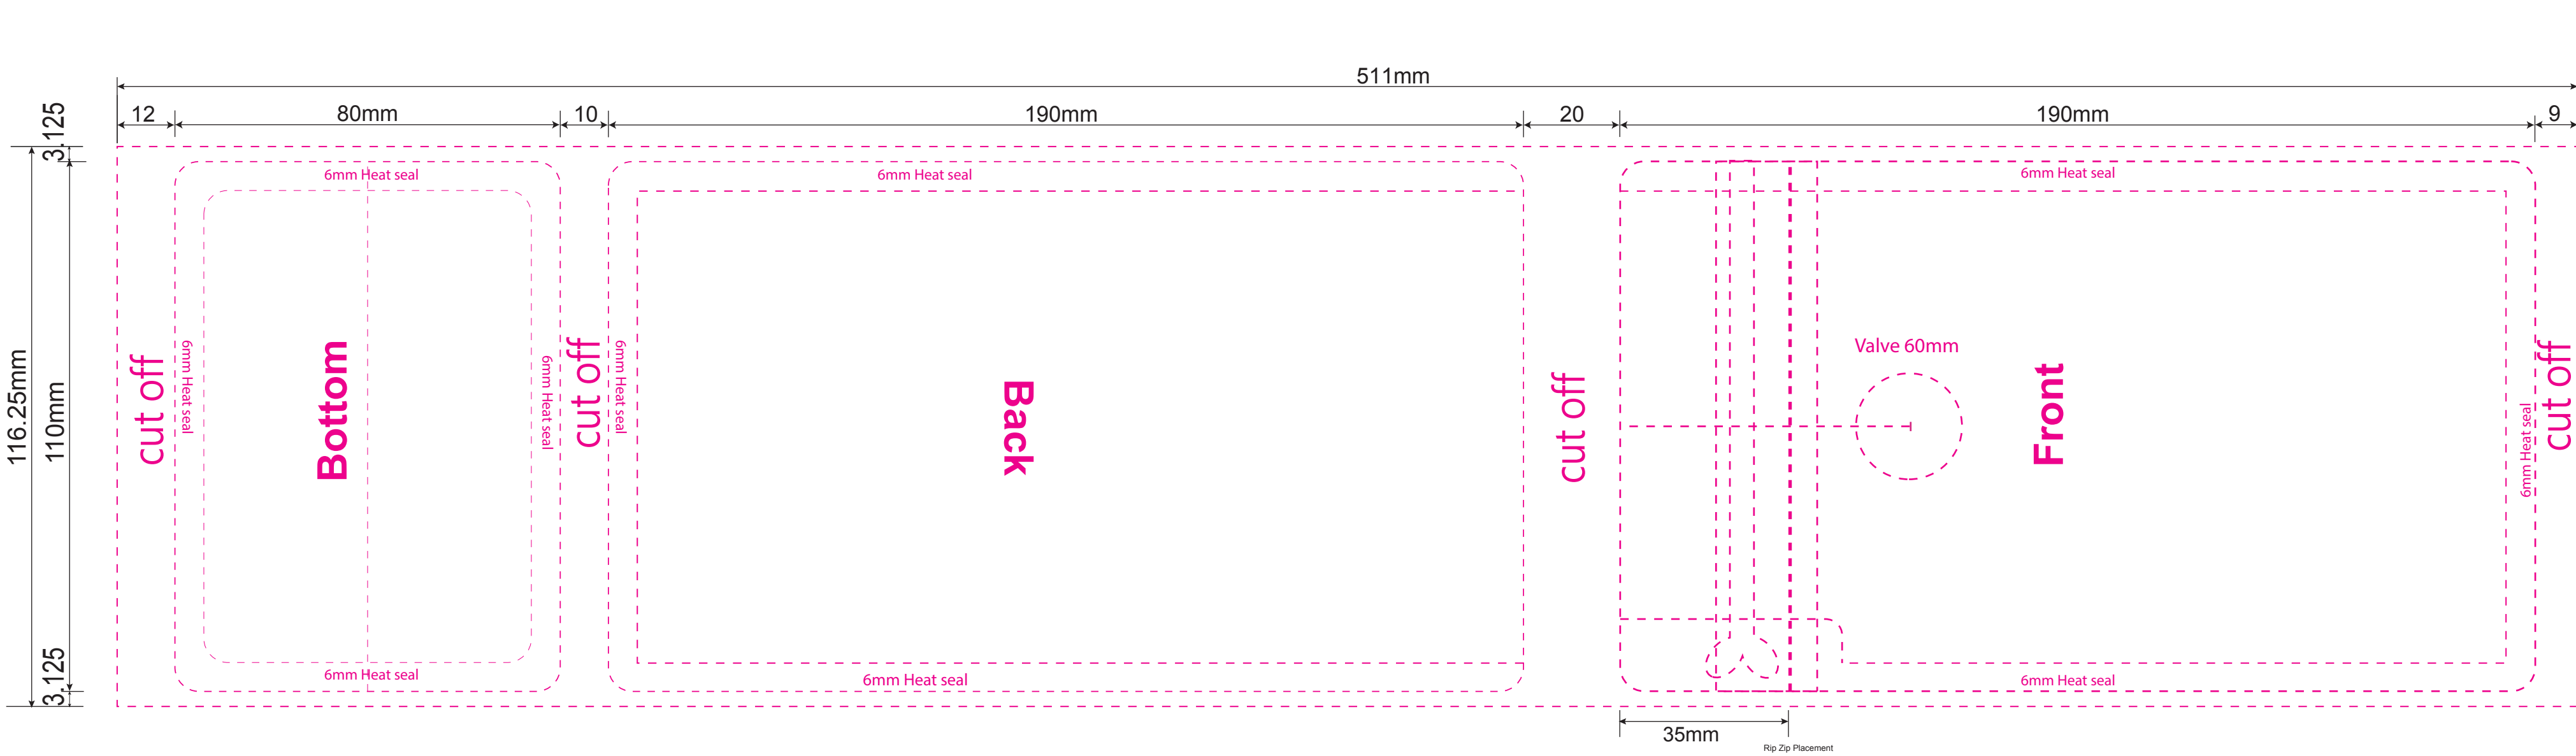 511mm
12
80mm
10
190mm
20
190mm
9
3.125
116.25mm
110mm
3.125
6mm Heat seal
6mm Heat seal
6mm Heat seal
cut off
6mm Heat seal
Bottom
6mm Heat seal
cut off
6mm Heat seal
Back
cut off
Valve 60mm
Front
6mm Heat seal
cut off
6mm Heat seal
6mm Heat seal
6mm Heat seal
35mm
Rip Zip Placement